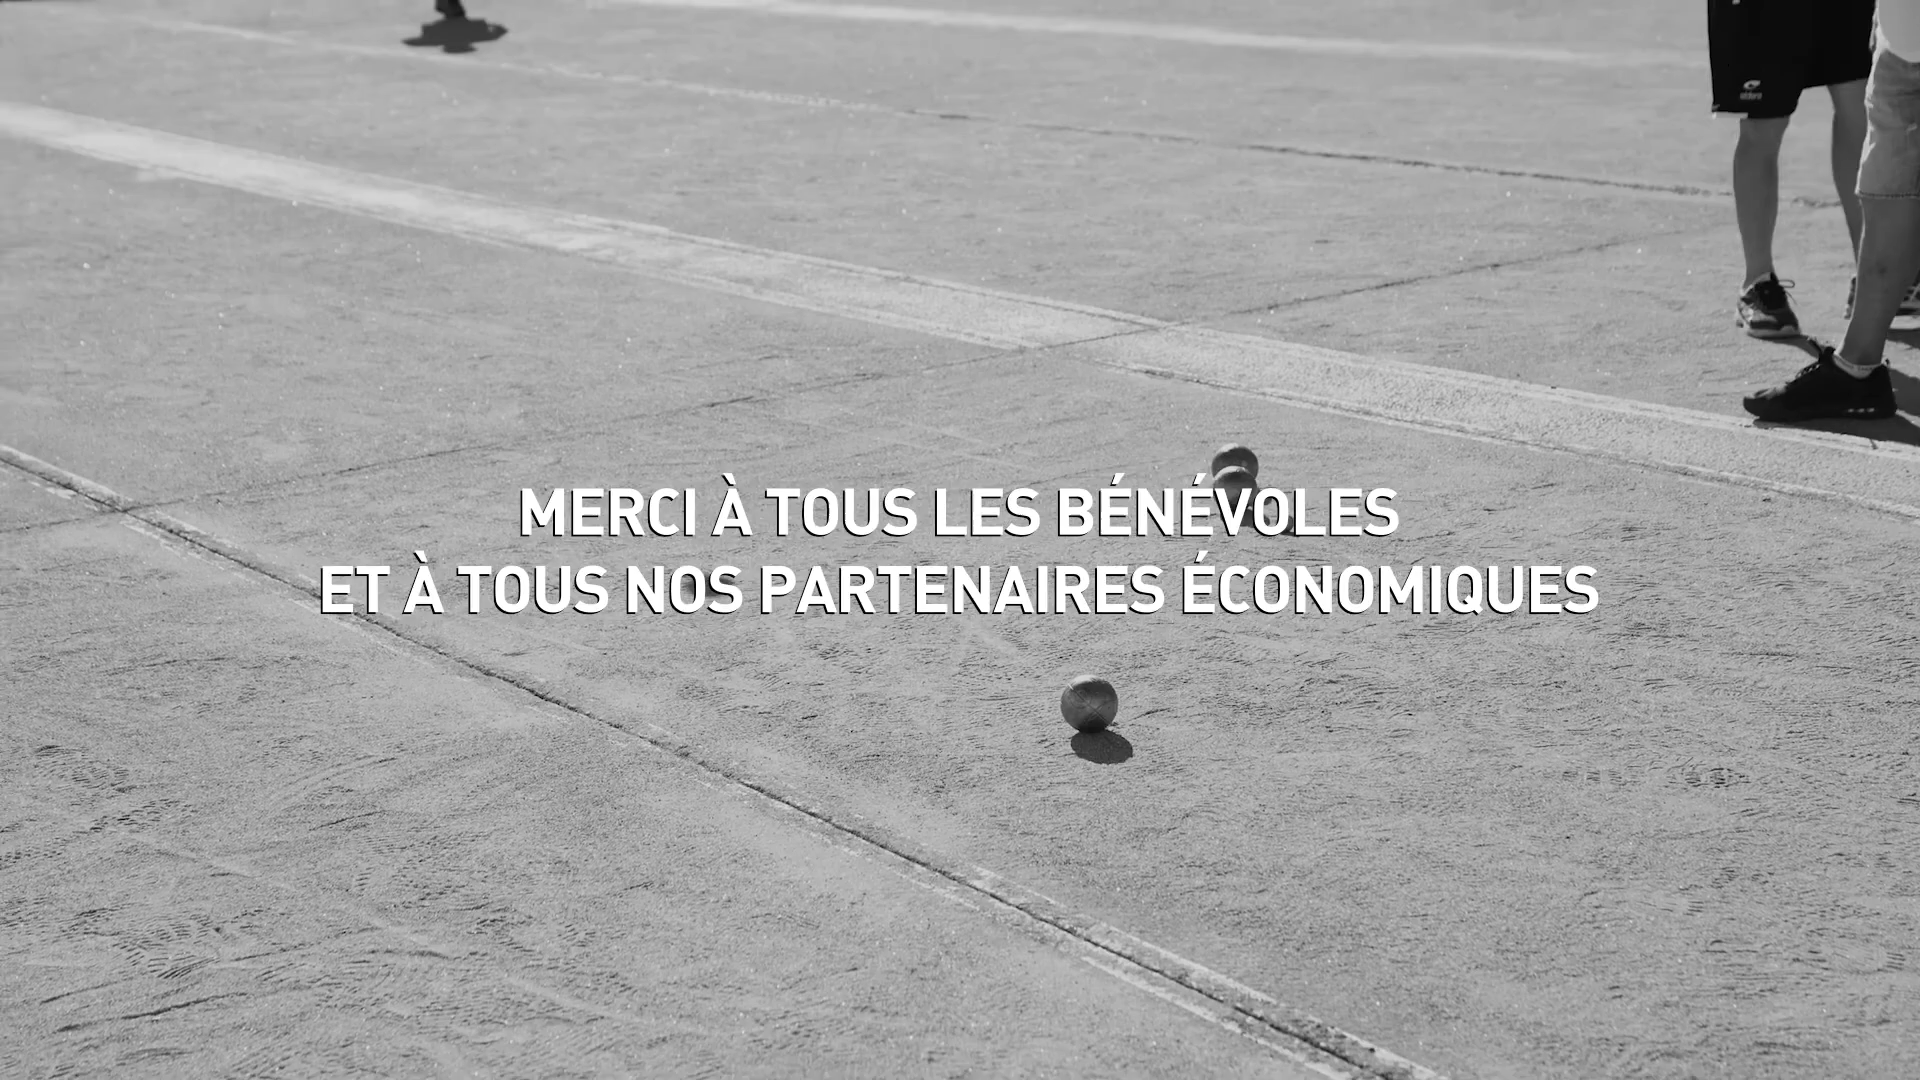 MERCI À TOUS LES BÉNÉVOLES
ET À TOUS NOS PARTENAIRES ÉCONOMIQUES